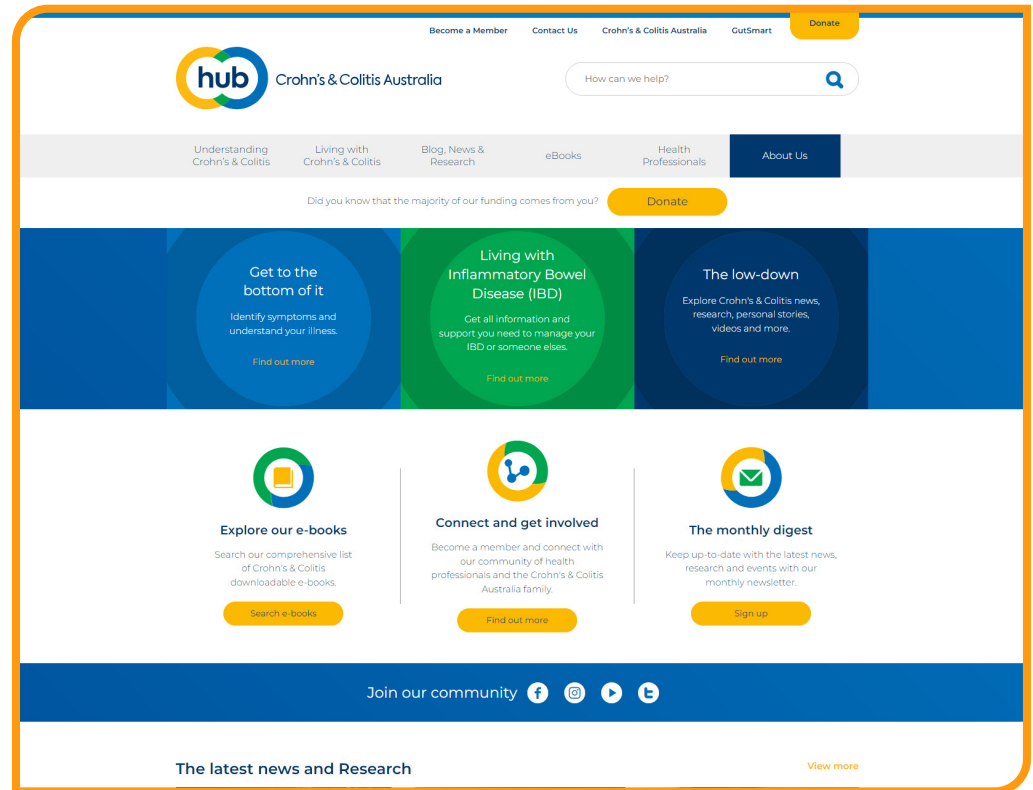 Become a Member Contact Us Crohn's & Colitis Australia GutSmart Donate
hub Crohn's & Colitis Australia
How can we help?
Understanding
Crohn's & Colitis
Living with
Crohn's & Colitis
Blog, News &
Research
eBooks
Health
Professionals
About Us
Did you know that the majority of our funding comes from you? Donate
Get to the
bottom of it
Identify symptoms and
understand your illness.
Find out more
Living with
Inflammatory Bowel
Disease (IBD)
Get all information and
support you need to manage your
IBD or someone elses.
Find out more
The low-down
Explore Crohn's & Colitis news,
research, personal stories,
videos and more.
Find out more
Explore our e-books
Search our comprehensive list
of Crohn's & Colitis
downloadable e-books.
Search e-books
Connect and get involved
Become a member and connect with
our community of health
professionals and the Crohn's & Colitis
Australia family.
Find out more
The monthly digest
Keep up-to-date with the latest news,
research and events with our
monthly newsletter.
Sign up
Join our community
The latest news and Research View more